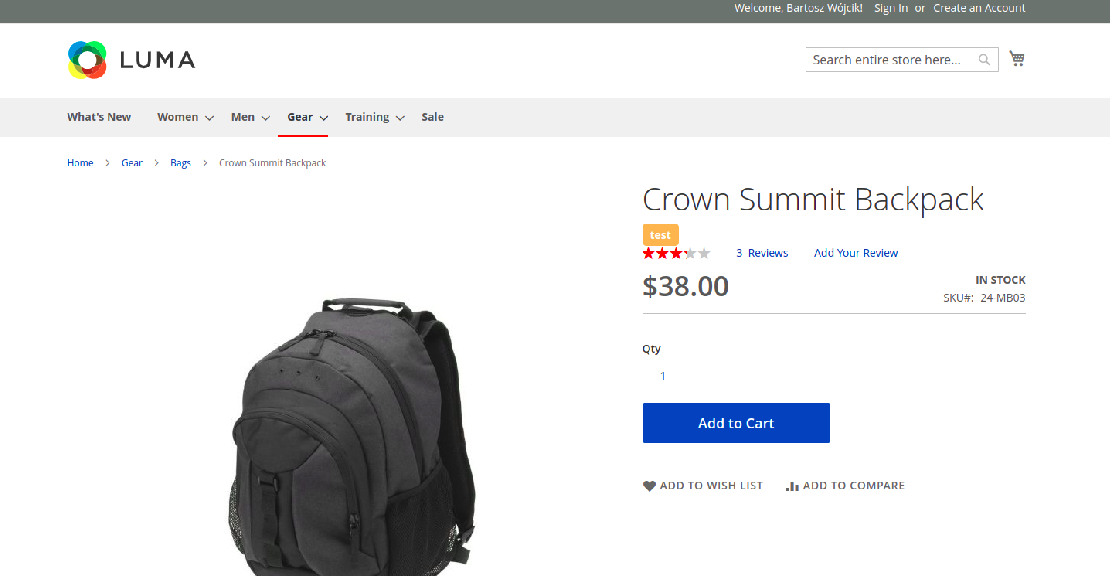 Welcome, Bartosz Wójcik! Sign In or Create an Account
LUMA
Search entire store here...
What's New Women Men Gear Training Sale
Home > Gear > Bags > Crown Summit Backpack
Crown Summit Backpack
test
3 Reviews Add Your Review
$38.00
IN STOCK
SKU#: 24-MB03
Qty
1
Add to Cart
ADD TO WISH LIST ADD TO COMPARE